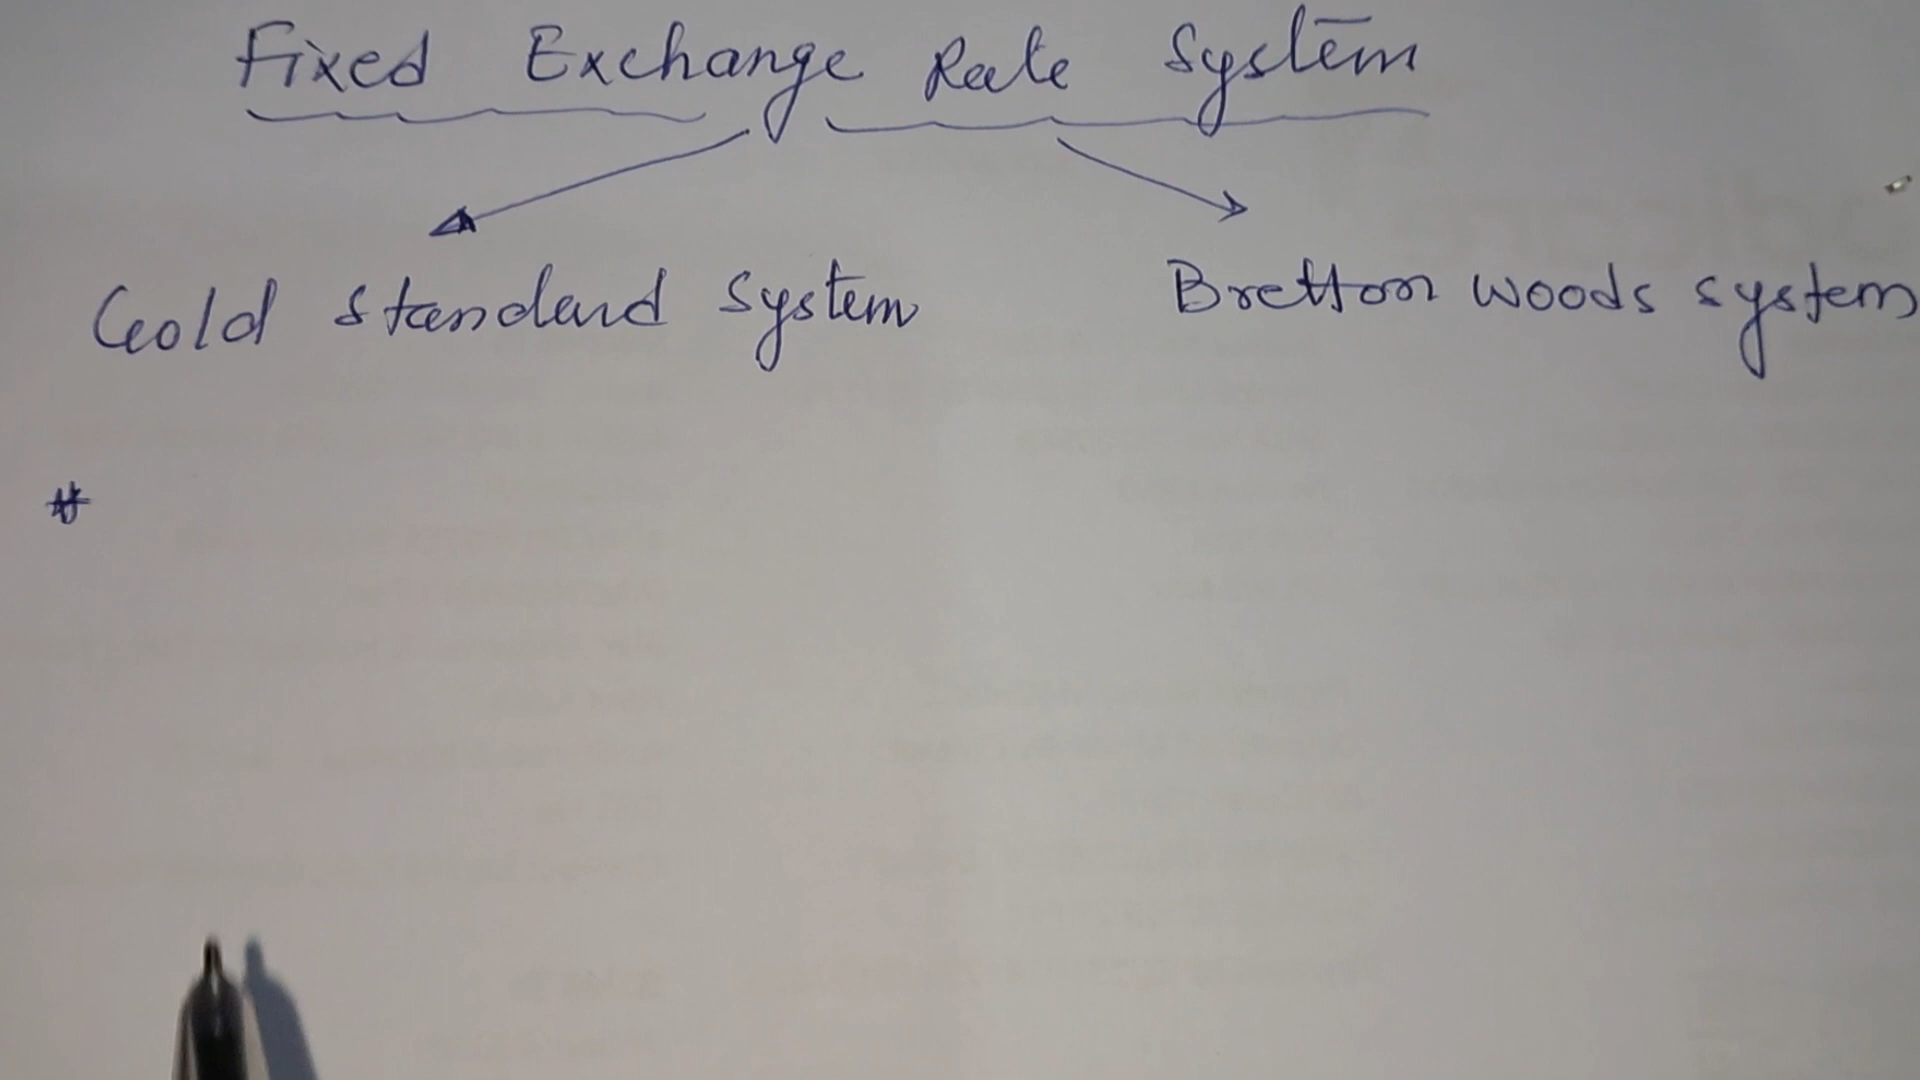 Fixed Exchange Rate System
Gold standard system Bretton woods system
*